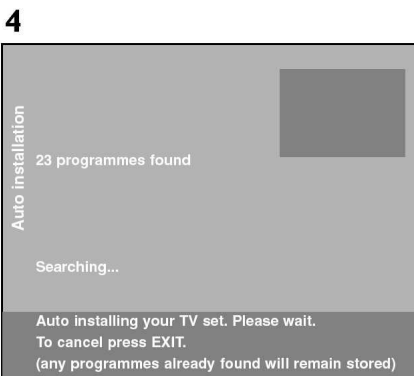 4
Auto installation
23 programmes found
Searching...
Auto installing your TV set. Please wait.
To cancel press EXIT.
(any programmes already found will remain stored)